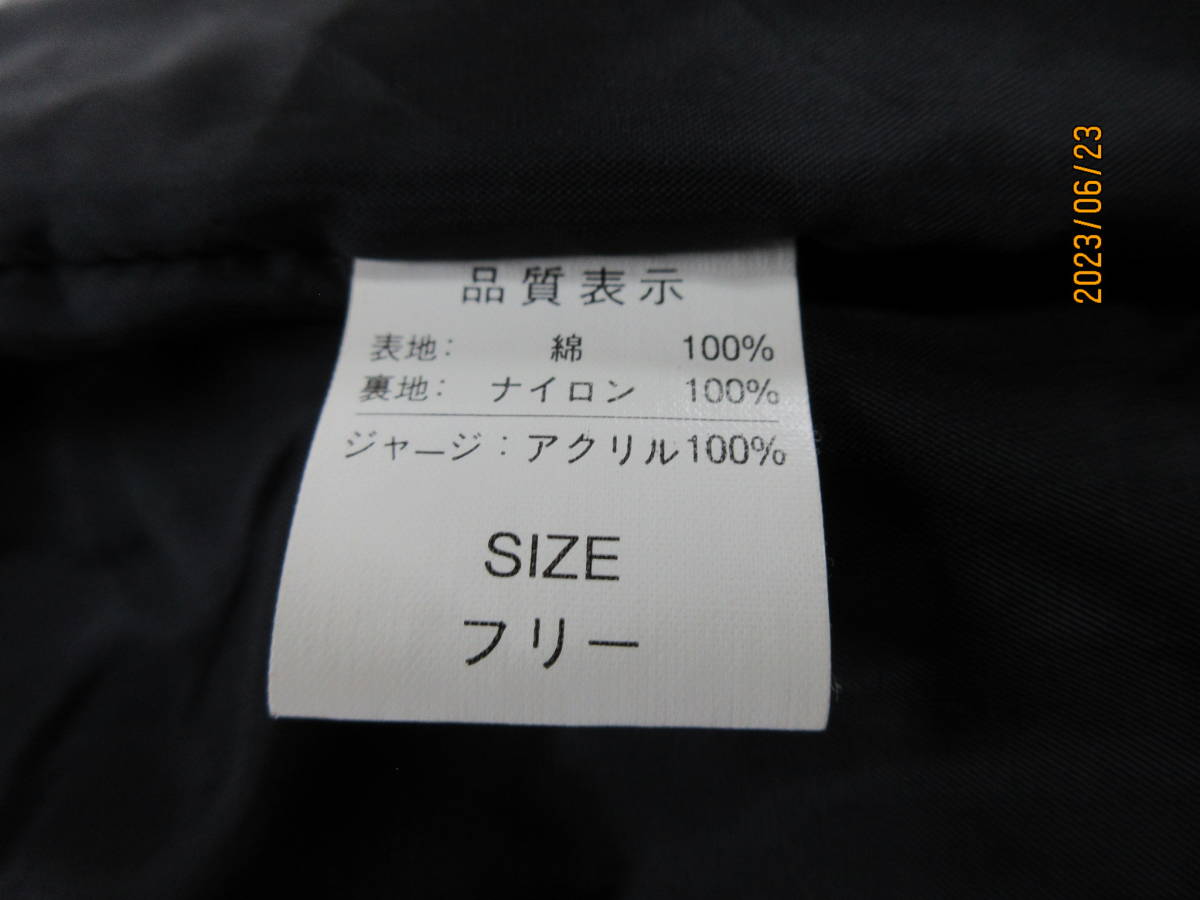 品質表示
表地: 綿 100%
裏地: ナイロン 100%
ジャージ: アクリル100%
SIZE
フリー
2023/06/23